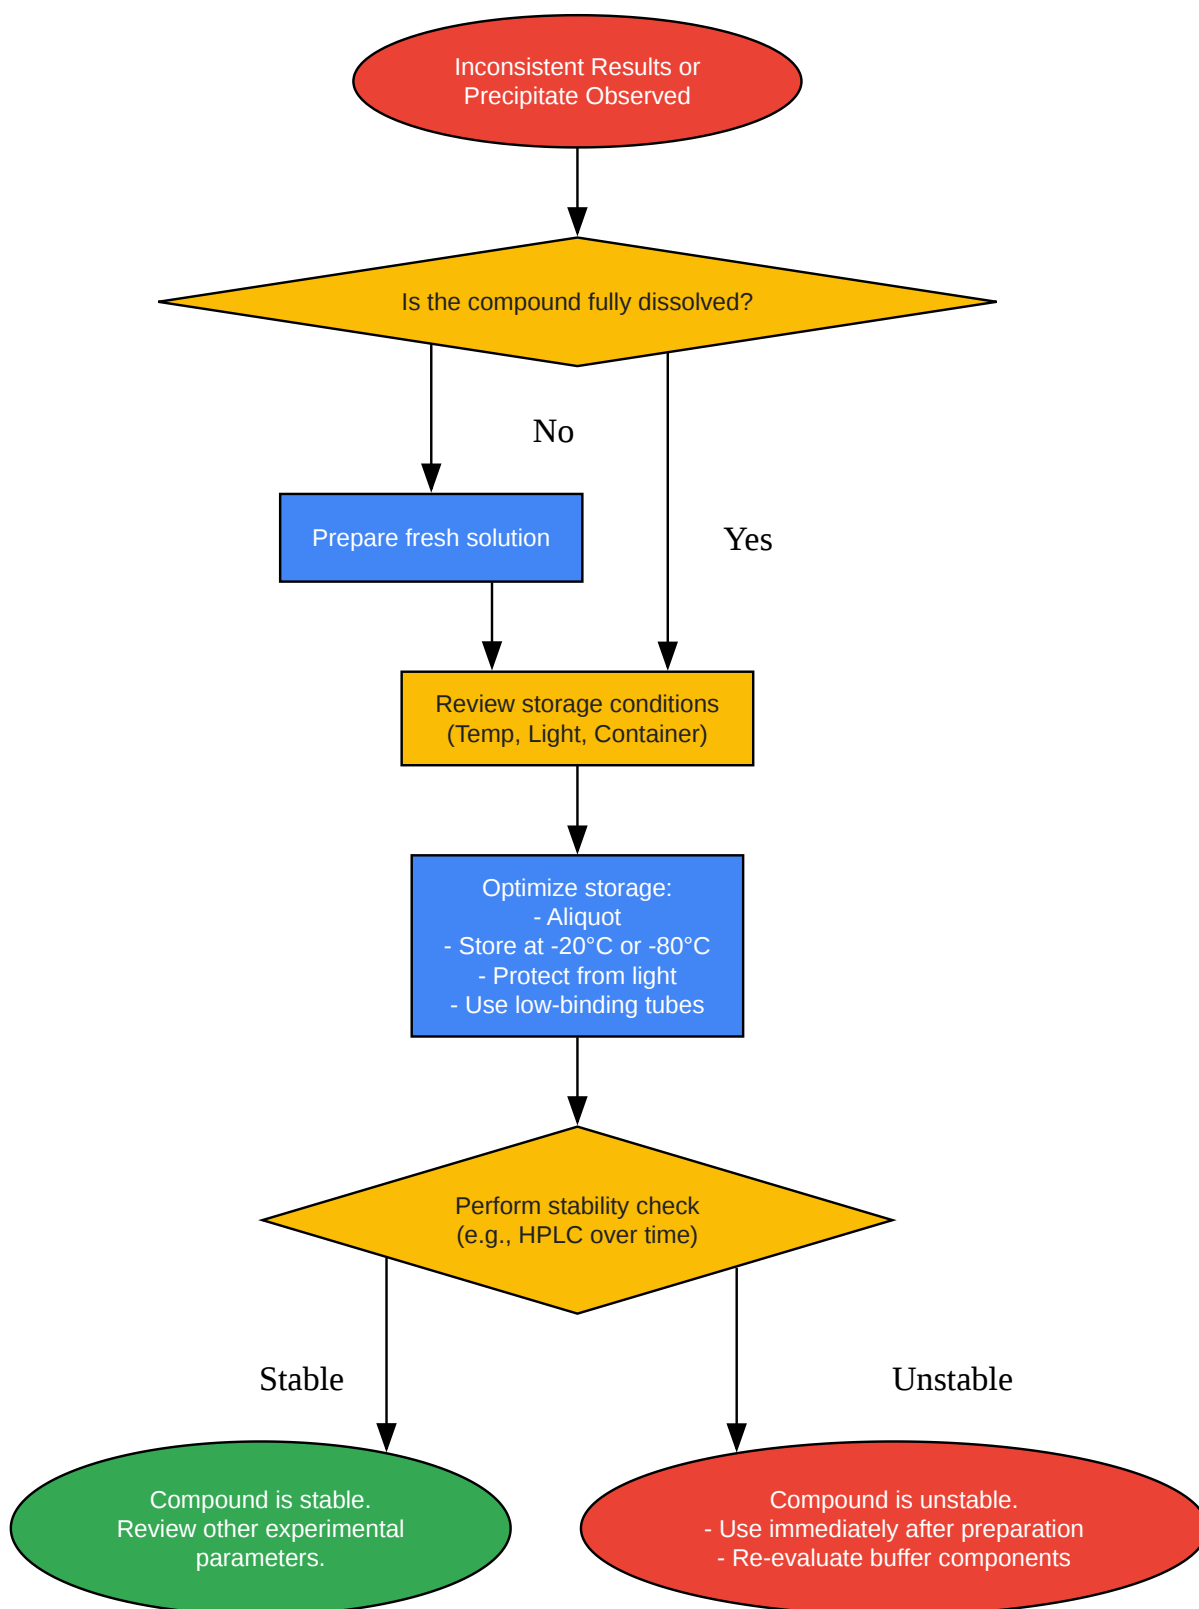 Inconsistent Results or
Precipitate Observed
Is the compound fully dissolved?
No
Prepare fresh solution
Yes
Review storage conditions
(Temp, Light, Container)
Optimize storage:
- Aliquot
- Store at -20°C or -80°C
- Protect from light
- Use low-binding tubes
Perform stability check
(e.g., HPLC over time)
Stable
Unstable
Compound is stable.
Review other experimental
parameters.
Compound is unstable.
- Use immediately after preparation
- Re-evaluate buffer components